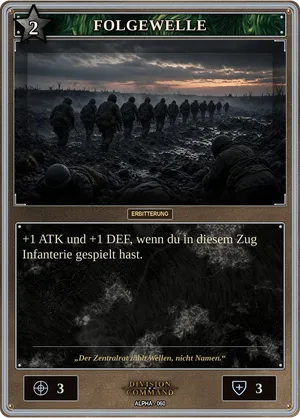 2
FOLGEWELLE
ERBITTERUNG
+1 ATK und +1 DEF, wenn du in diesem Zug
Infanterie gespielt hast.
„Der Zentralrat zählt Wellen, nicht Namen.“
3
DIVISION
COMMAND
3
ALPHA 060